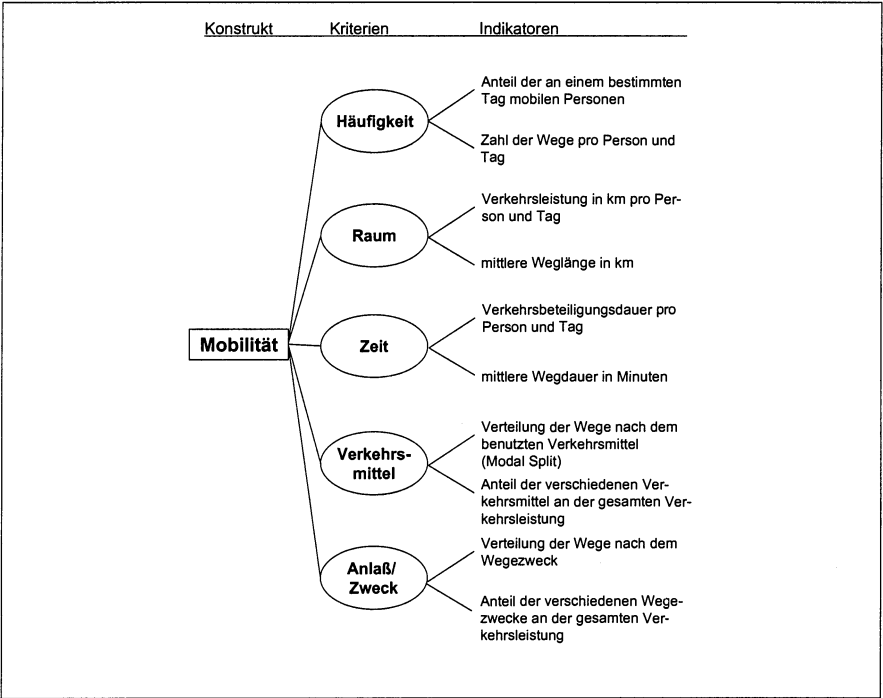 Konstrukt Kriterien Indikatoren
Häufigkeit
Anteil der an einem bestimmten
Tag mobilen Personen
Zahl der Wege pro Person und
Tag
Raum
Verkehrsleistung in km pro Per-
son und Tag
mittlere Weglänge in km
Mobilität
Zeit
Verkehrsbeteiligungsdauer pro
Person und Tag
mittlere Wegdauer in Minuten
Verkehrs-
mittel
Verteilung der Wege nach dem
benutzten Verkehrsmittel
(Modal Split)
Anteil der verschiedenen Ver-
kehrsmittel an der gesamten Ver-
kehrsleistung
Anlaß/
Zweck
Verteilung der Wege nach dem
Wegezweck
Anteil der verschiedenen Wege-
zwecke an der gesamten Ver-
kehrsleistung